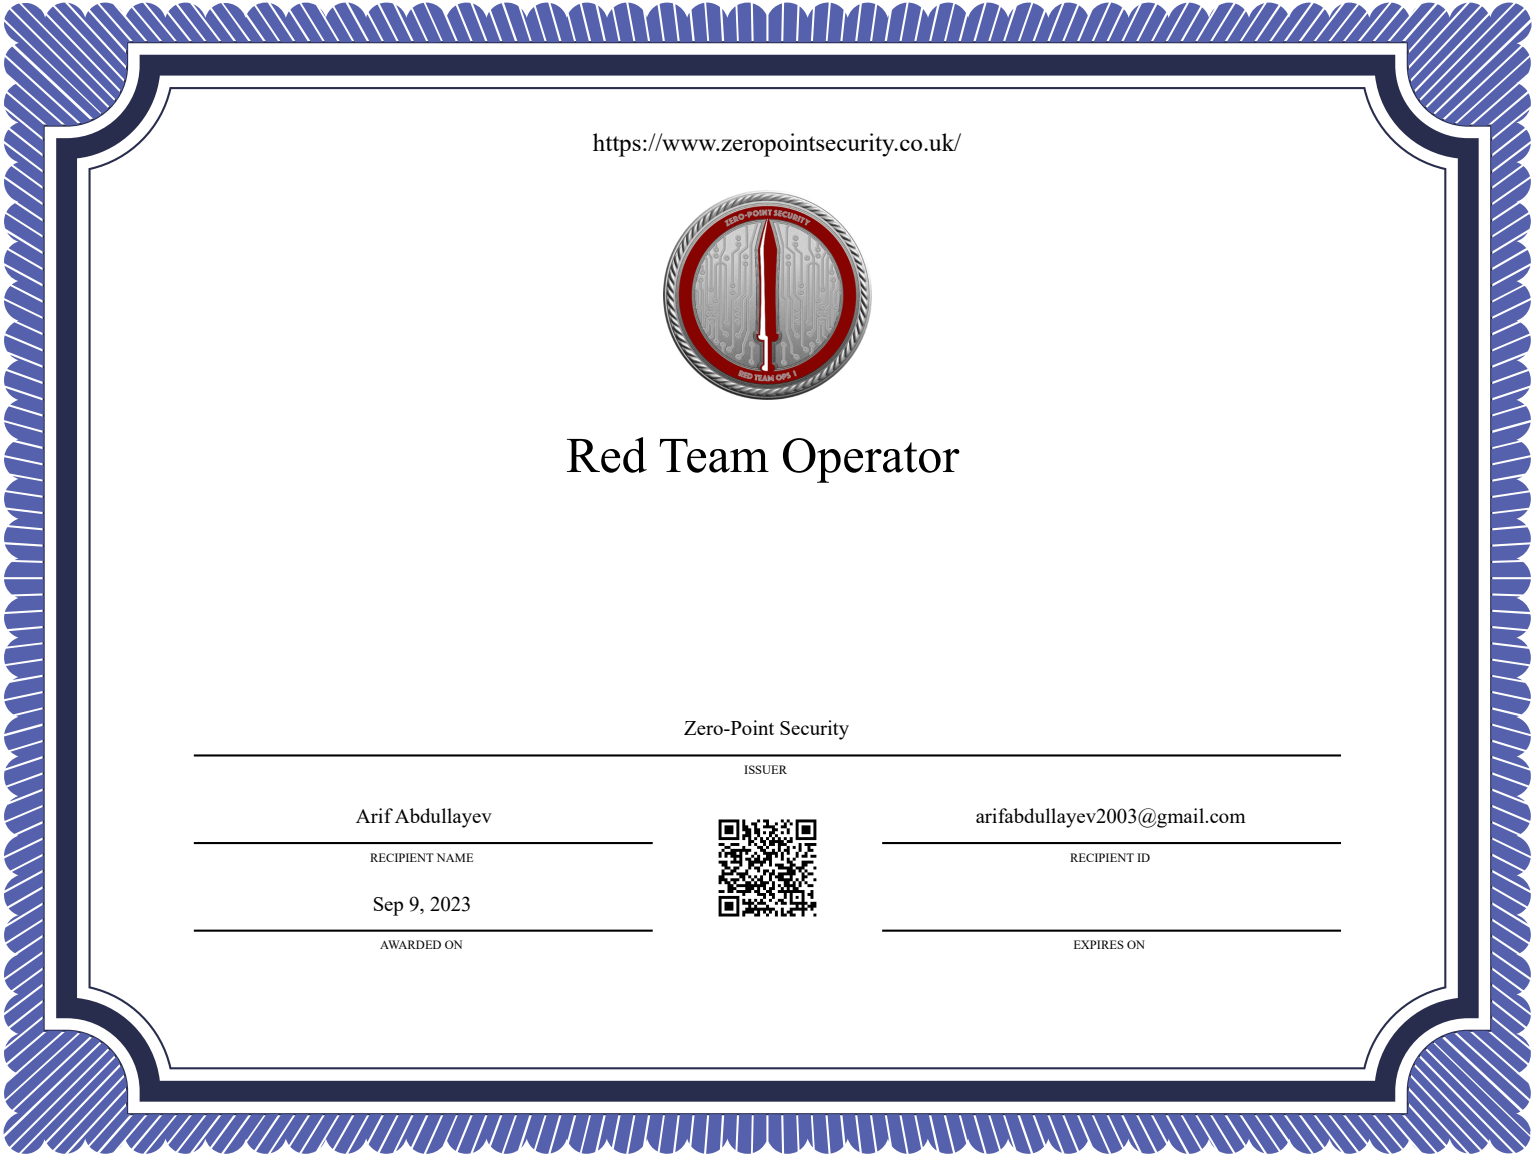 https://www.zeropointsecurity.co.uk/
ZERO-POINT SECURITY
RED TEAM OPS I
Red Team Operator
Zero-Point Security
ISSUER
Arif Abdullayev
arifabdullayev2003@gmail.com
RECIPIENT NAME
RECIPIENT ID
Sep 9, 2023
AWARDED ON
EXPIRES ON